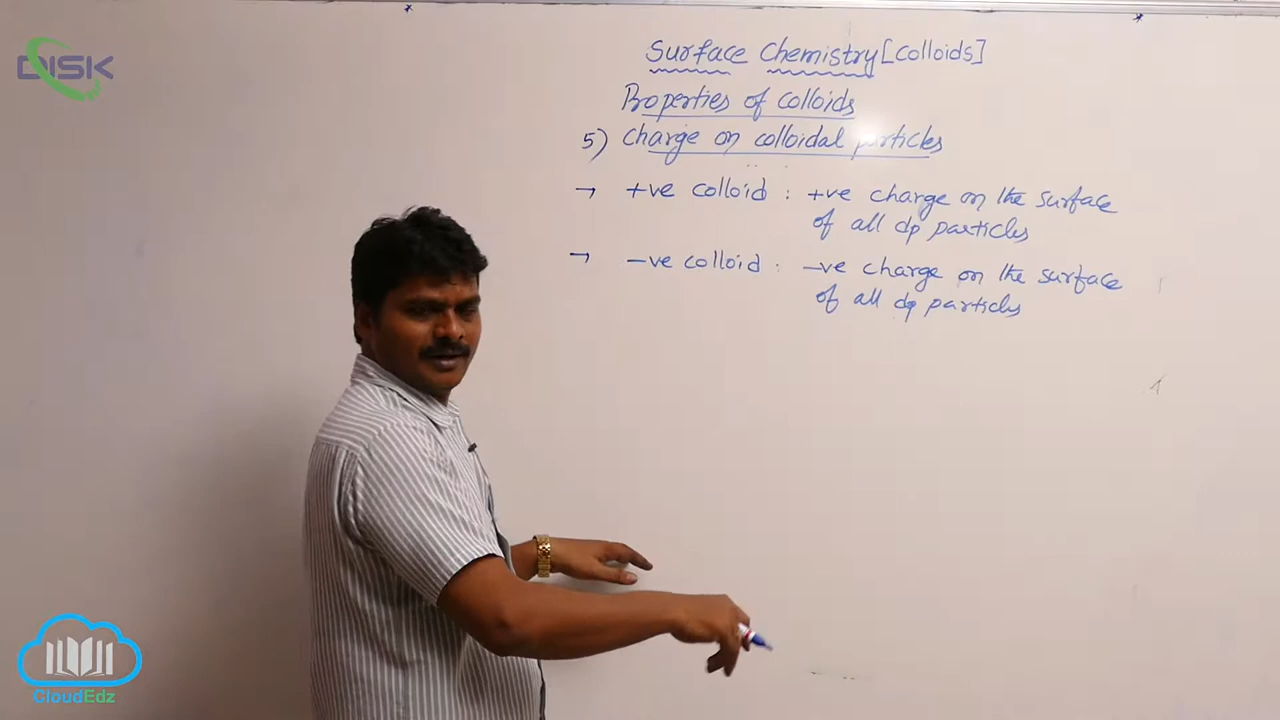 DISK
Surface Chemistry [Colloids]
Properties of colloids
5) Charge on colloidal particles
→ +ve colloid : +ve charge on the surface
of all dp particles
→ -ve colloid : -ve charge on the surface
of all dp particles
CloudEdz